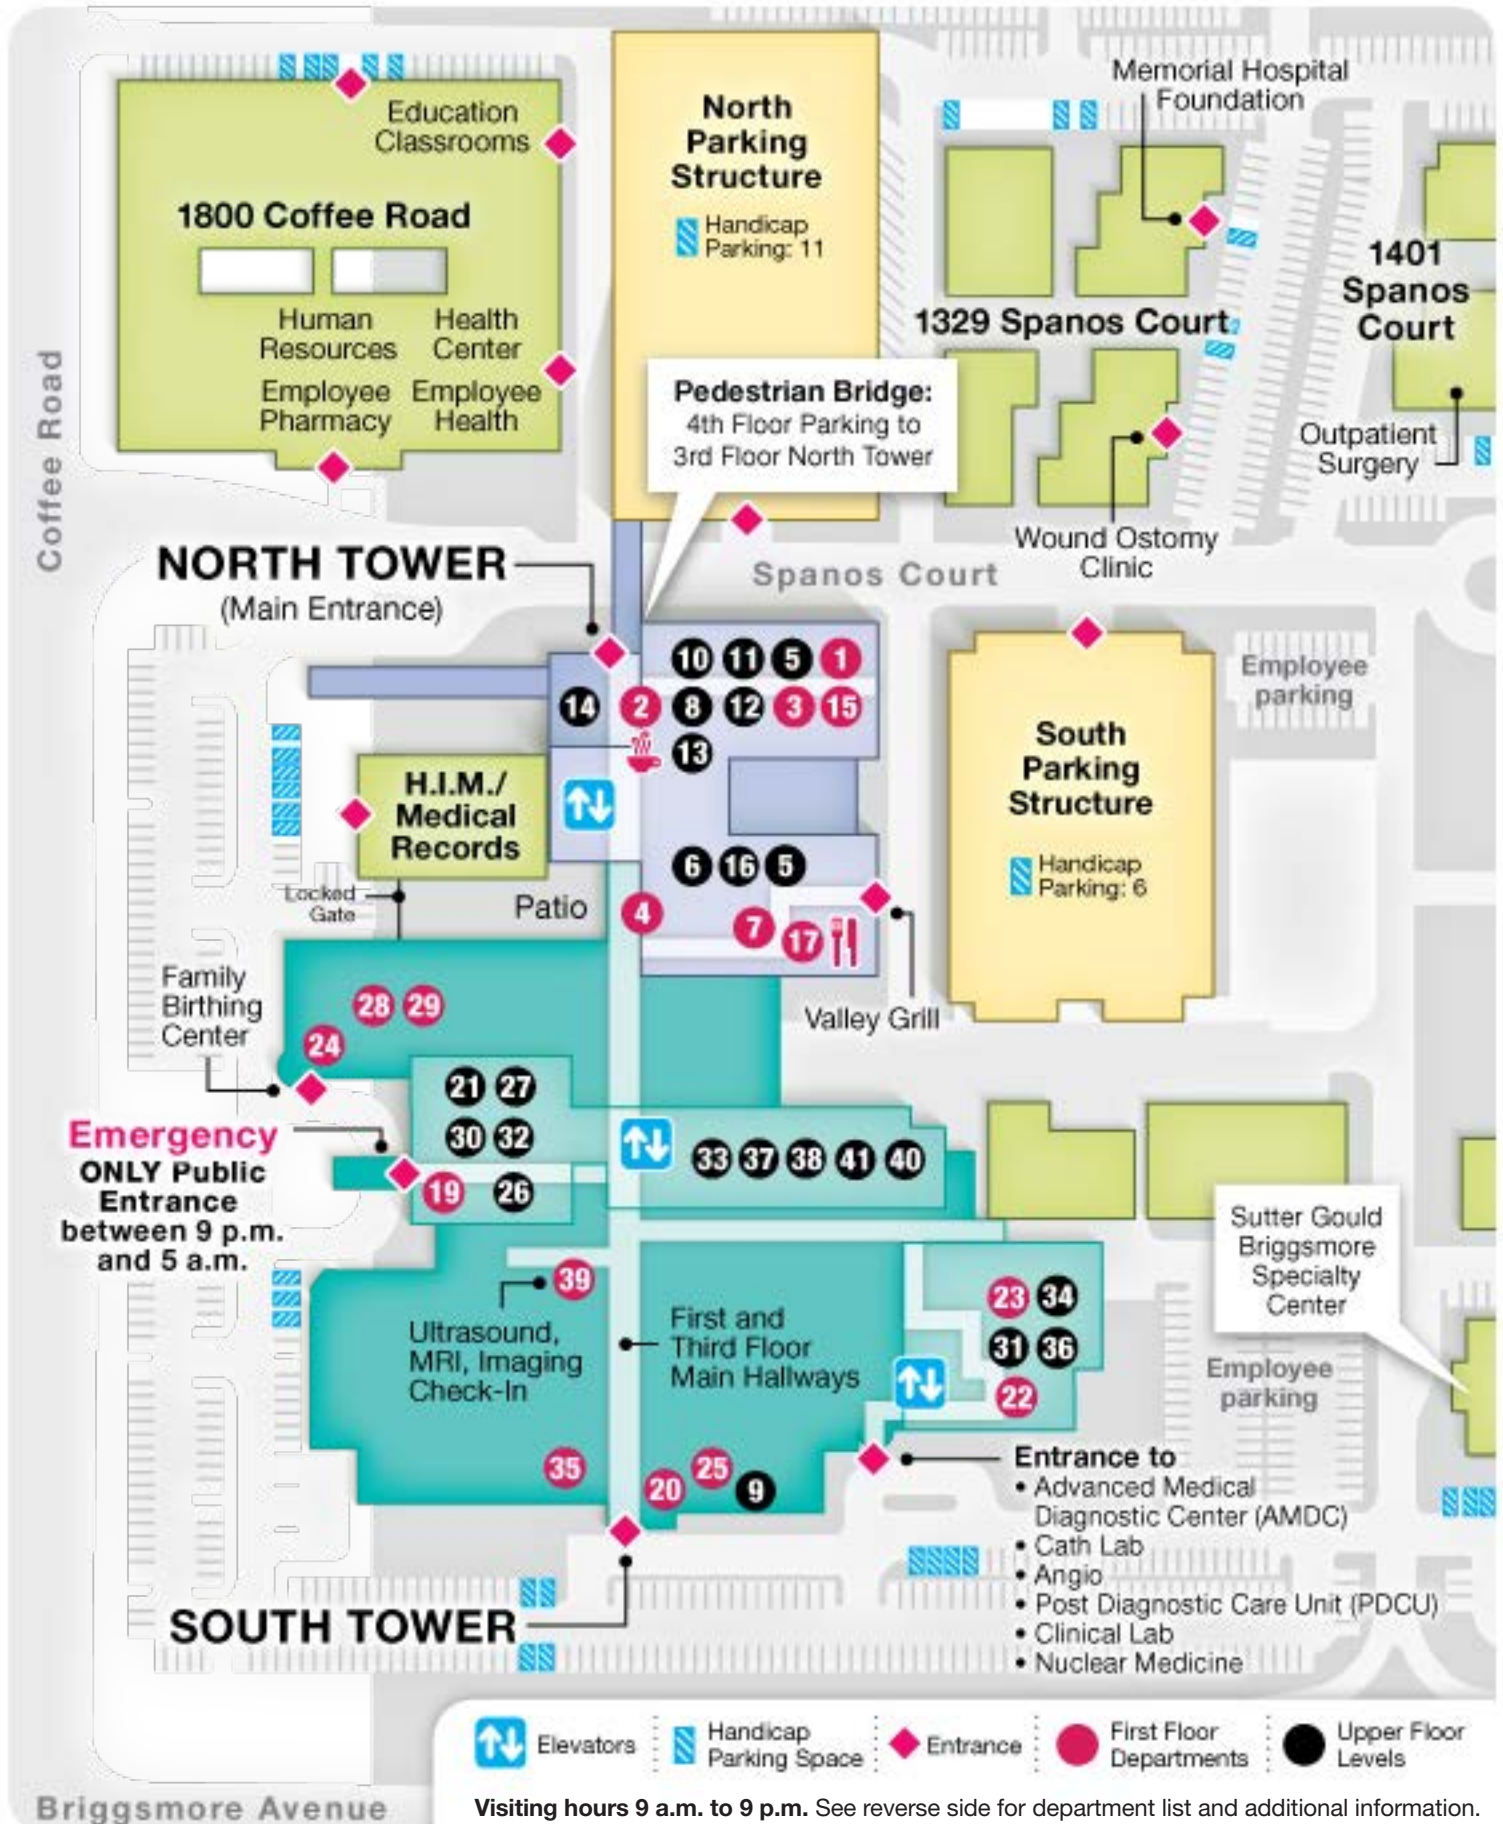 Memorial Hospital
Foundation
Education
Classrooms
1800 Coffee Road
Human
Resources
Health
Center
Employee
Pharmacy
Employee
Health
North
Parking
Structure
Handicap
Parking: 11
1329 Spanos Court
1401
Spanos
Court
Outpatient
Surgery
Coffee Road
Pedestrian Bridge:
4th Floor Parking to
3rd Floor North Tower
Wound Ostomy
Clinic
NORTH TOWER
(Main Entrance)
Spanos Court
10 11 5 1
14 2 8 12 3 15
13
Employee
parking
South
Parking
Structure
Handicap
Parking: 6
H.I.M./
Medical
Records
6 16 5
Locked
Gate
Patio
4
7
17
Valley Grill
Family
Birthing
Center
28 29
24
21 27
30 32
19 26
33 37 38 41 40
Emergency
ONLY Public
Entrance
between 9 p.m.
and 5 a.m.
Sutter Gould
Briggsmore
Specialty
Center
39
Ultrasound,
MRI, Imaging
Check-In
First and
Third Floor
Main Hallways
23 34
31 36
22
Employee
parking
35
20
25
9
Entrance to
• Advanced Medical
Diagnostic Center (AMDC)
• Cath Lab
• Angio
• Post Diagnostic Care Unit (PDCU)
• Clinical Lab
• Nuclear Medicine
SOUTH TOWER
Elevators
Handicap
Parking Space
Entrance
First Floor
Departments
Upper Floor
Levels
Briggsmore Avenue
Visiting hours 9 a.m. to 9 p.m. See reverse side for department list and additional information.